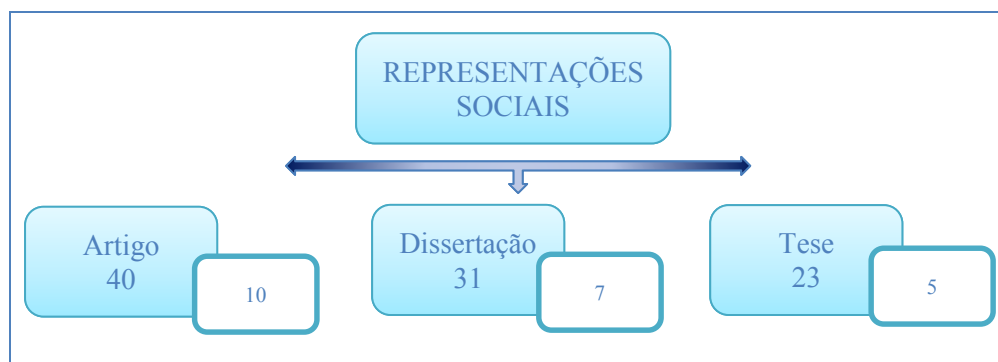 REPRESENTAÇÕES
SOCIAIS
Artigo
40
10
Dissertação
31
7
Tese
23
5